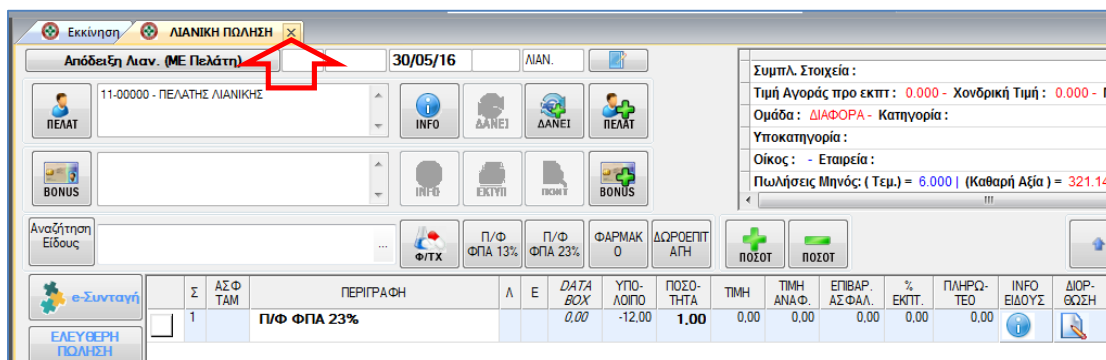 Εκκίνηση ΛΙΑΝΙΚΗ ΠΩΛΗΣΗ
Απόδειξη Λιαν. (ΜΕ Πελάτη) 30/05/16 ΛΙΑΝ.
ΠΕΛΑΤ 11-00000 - ΠΕΛΑΤΗΣ ΛΙΑΝΙΚΗΣ INFO ΔΑΝΕΙ ΔΑΝΕΙ ΠΕΛΑΤ
BONUS INFO ΕΚΤΥΠ BONUS
Αναζήτηση
Είδους
... Φ/ΤΧ
Π/Φ
ΦΠΑ 13%
Π/Φ
ΦΠΑ 23%
ΦΑΡΜΑΚ
Ο
ΔΩΡΟΕΠΙΤ
ΑΓΗ
ΠΟΣΟΤ ΠΟΣΟΤ
Συμπλ. Στοιχεία :
Τιμή Αγοράς προ εκπτ : 0.000 - Χονδρική Τιμή : 0.000 -
Ομάδα : ΔΙΑΦΟΡΑ - Κατηγορία :
Υποκατηγορία :
Οίκος : - Εταιρεία :
Πωλήσεις Μηνός: ( Τεμ.) = 6.000 | (Καθαρή Αξία ) = 321.14
e-Συνταγή
ΕΛΕΥΘΕΡΗ
ΠΩΛΗΣΗ
Σ ΑΣΦ ΤΑΜ ΠΕΡΙΓΡΑΦΗ Λ Ε DATA BOX ΥΠΟ-ΛΟΙΠΟ ΠΟΣΟ-ΤΗΤΑ ΤΙΜΗ ΤΙΜΗ ΑΝΑΦ. ΕΠΙΒΑΡ. ΑΣΦΑΛ. % ΕΚΠΤ. ΠΛΗΡΩ-ΤΕΟ INFO ΕΙΔΟΥΣ ΔΙΟΡ-ΘΩΣΗ
1 Π/Φ ΦΠΑ 23% 0,00 -12,00 1,00 0,00 0,00 0,00 0,00 0,00